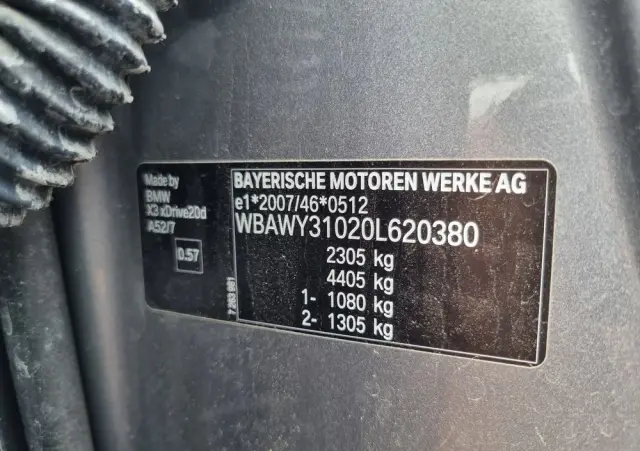 Made by
BMW
X3 xDrive20d
A52/7
0.57
BAYERISCHE MOTOREN WERKE AG
e1*2007/46*0512
WBAWY31020L620380
2305 kg
4405 kg
1- 1080 kg
2- 1305 kg